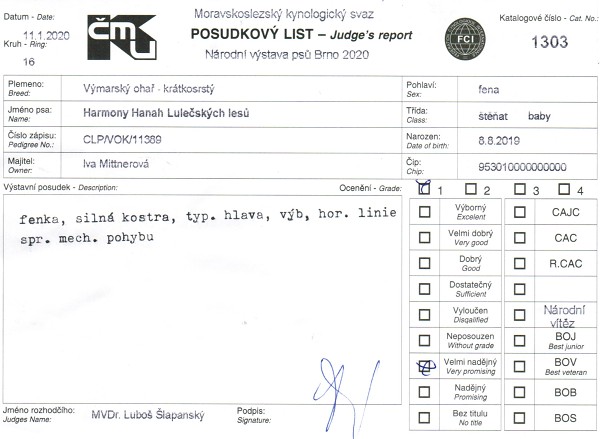 Datum - Date:
11.1.2020
Kruh - Ring:
16
ČMKU
Moravskoslezský kynologický svaz
POSUDKOVÝ LIST – Judge's report
Národní výstava psů Brno 2020
FCI
Katalogové číslo - Cat. No.:
1303
Plemeno:
Breed:
Výmarský ohař - krátkosrstý
Pohlaví:
Sex:
fena
Jméno psa:
Name:
Harmony Hanah Lulečských lesů
Třída:
Class:
štěňat baby
Číslo zápisu:
Pedigree No.:
CLP/VOK/11389
Narozen:
Date of birth:
8.8.2019
Majitel:
Owner:
Iva Mittnerová
Čip:
Chip:
953010000000000
Výstavní posudek - Description:
Ocenění - Grade:
1 2 3 4
fenka, silná kostra, typ. hlava, výb, hor. linie
spr. mech. pohybu
Výborný
Excelent
CAJC
Velmi dobrý
Very good
CAC
Dobrý
Good
R.CAC
Dostatečný
Sufficient
Vyloučen
Disqalified
Národní
vítěz
Neposouzen
Without grade
BOJ
Best junior
Velmi nadějný
Very promising
BOV
Best veteran
Nadějný
Promising
BOB
Bez titulu
No title
BOS
Jméno rozhodčího:
Judges Name:
MVDr. Luboš Šlapanský
Podpis:
Signature: